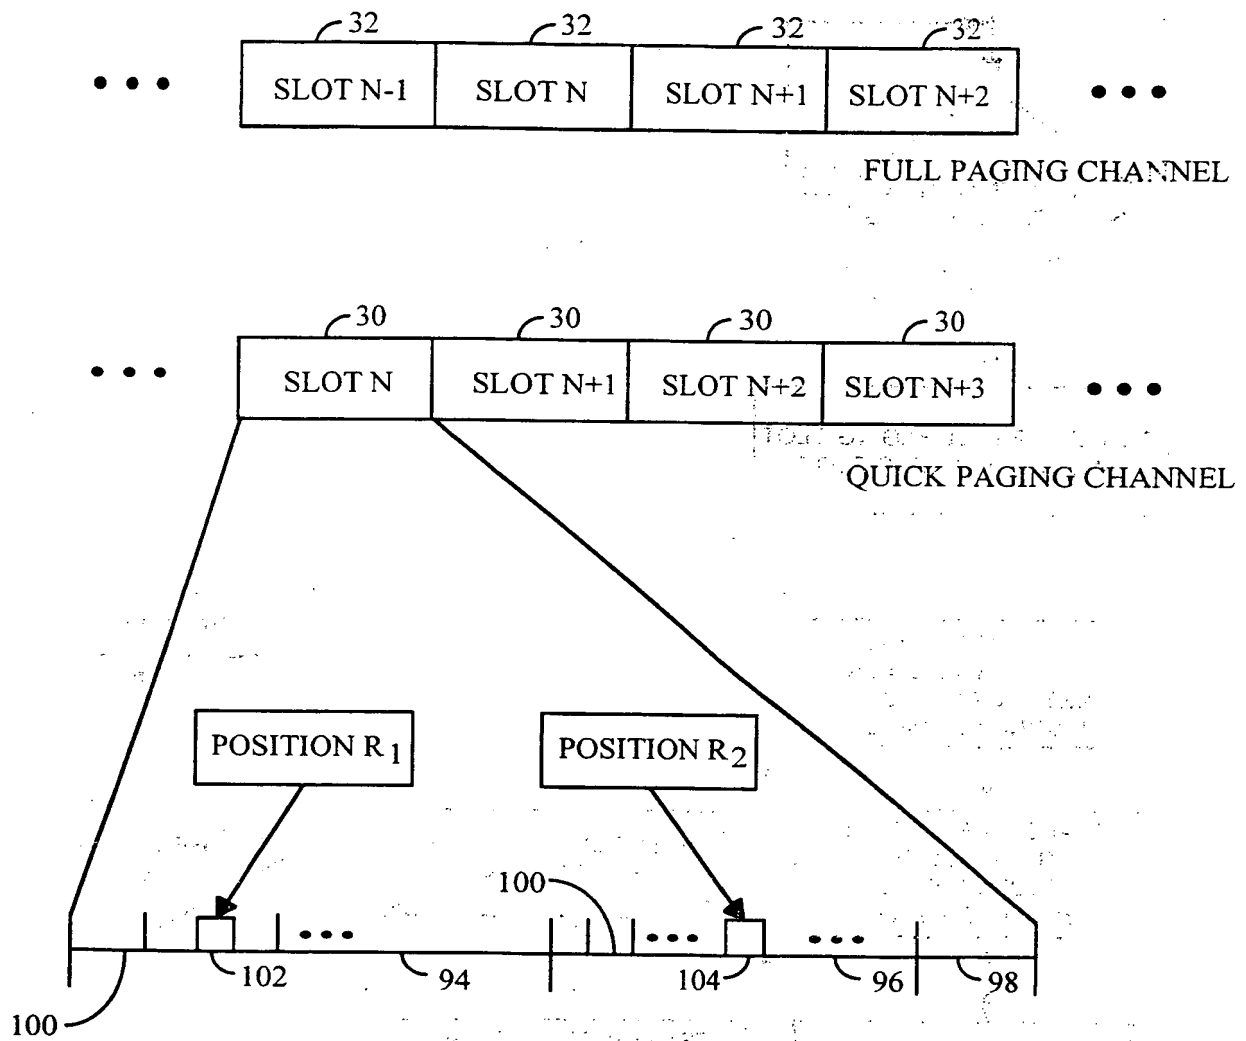 32 32 32 32
••• SLOT N-1 SLOT N SLOT N+1 SLOT N+2 •••
FULL PAGING CHANNEL
30 30 30 30
••• SLOT N SLOT N+1 SLOT N+2 SLOT N+3 •••
QUICK PAGING CHANNEL
POSITION R1 POSITION R2
100
••• ••• •••
102 94 104 96 98
100